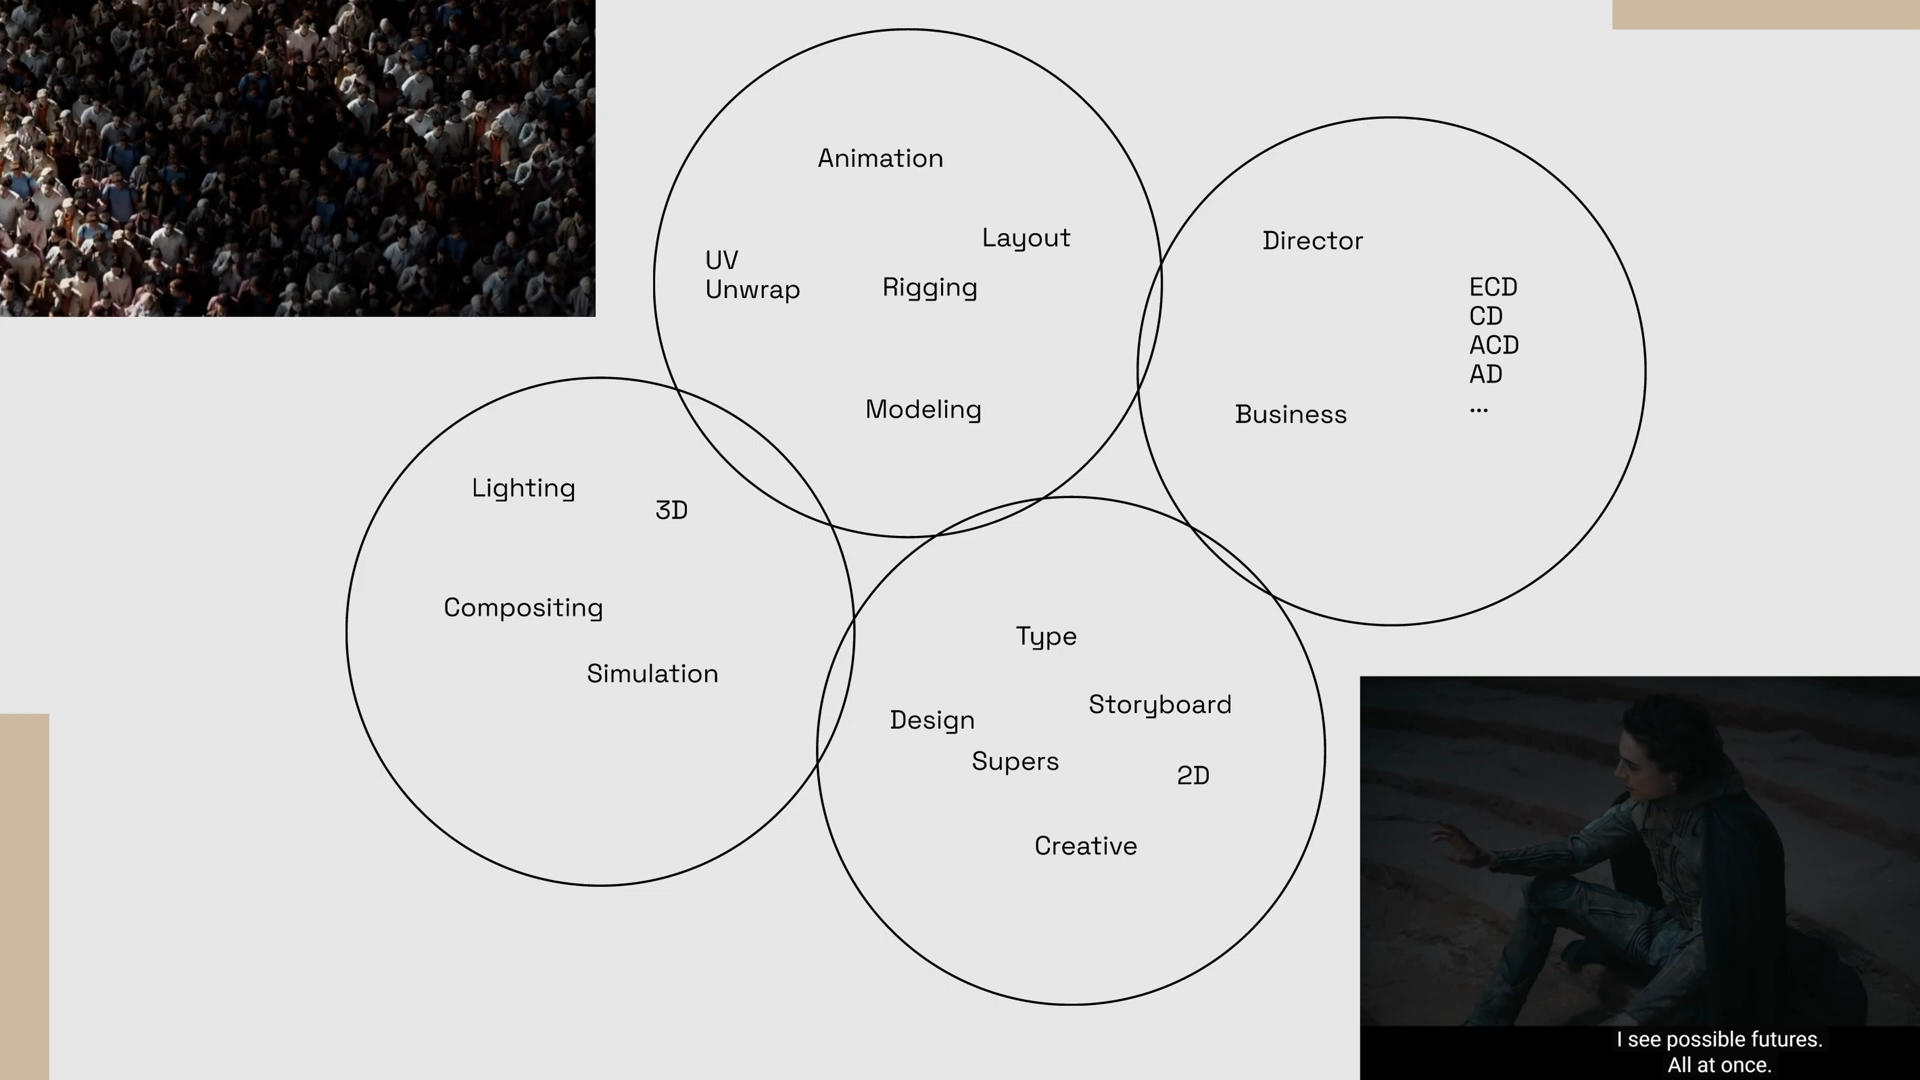 Animation
Layout
UV
Unwrap
Rigging
Modeling
Director
ECD
CD
ACD
AD
...
Business
Lighting
3D
Compositing
Simulation
Type
Storyboard
Design
Supers
2D
Creative
I see possible futures.
All at once.